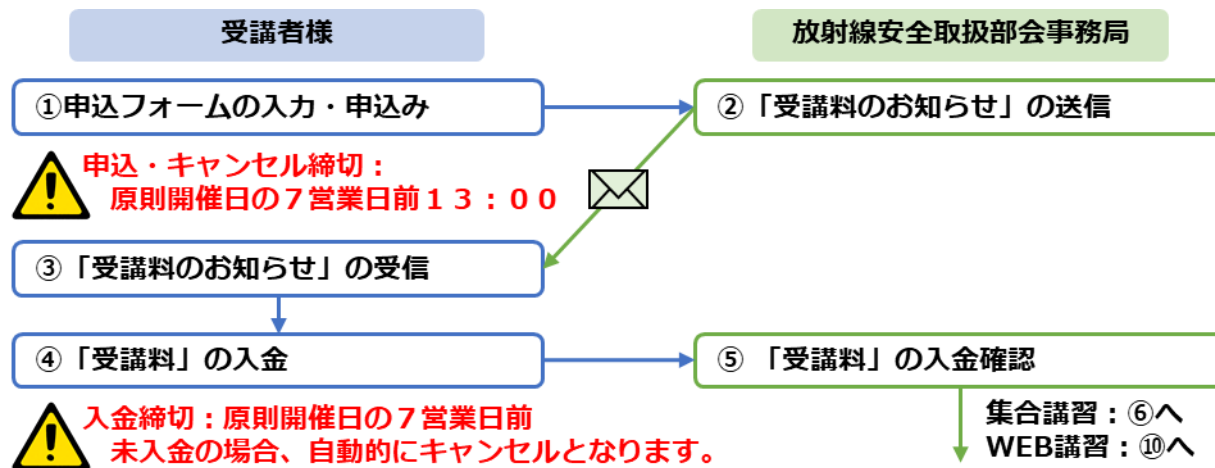 受講者様
放射線安全取扱部会事務局
①申込フォームの入力・申込み
②「受講料のお知らせ」の送信
申込・キャンセル締切：
原則開催日の７営業日前１３：００
③「受講料のお知らせ」の受信
④「受講料」の入金
⑤ 「受講料」の入金確認
入金締切：原則開催日の７営業日前
未入金の場合、自動的にキャンセルとなります。
集合講習：⑥へ
WEB講習：⑩へ